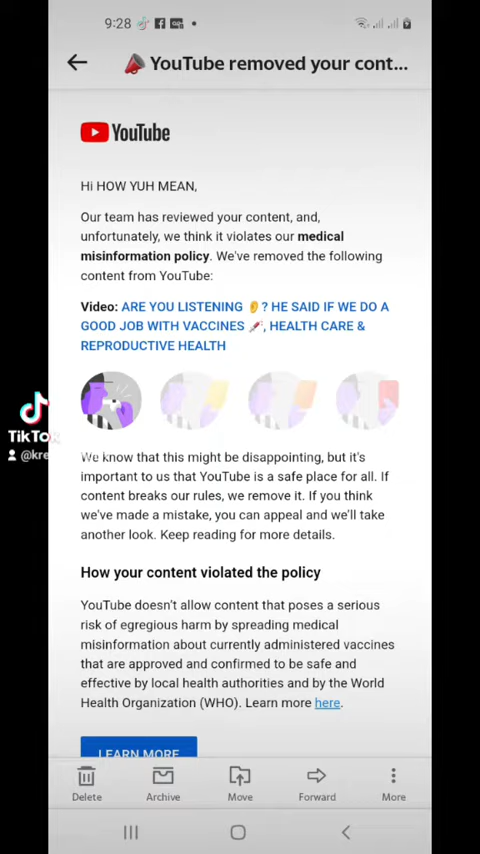 9:28
📣 YouTube removed your cont...
YouTube
Hi HOW YUH MEAN,
Our team has reviewed your content, and,
unfortunately, we think it violates our medical
misinformation policy. We've removed the following
content from YouTube:
Video: ARE YOU LISTENING 👂? HE SAID IF WE DO A
GOOD JOB WITH VACCINES 💉, HEALTH CARE &
REPRODUCTIVE HEALTH
TikTok
@kre
We know that this might be disappointing, but it's
important to us that YouTube is a safe place for all. If
content breaks our rules, we remove it. If you think
we've made a mistake, you can appeal and we'll take
another look. Keep reading for more details.
How your content violated the policy
YouTube doesn't allow content that poses a serious
risk of egregious harm by spreading medical
misinformation about currently administered vaccines
that are approved and confirmed to be safe and
effective by local health authorities and by the World
Health Organization (WHO). Learn more here.
LEARN MORE
Delete Archive Move Forward More